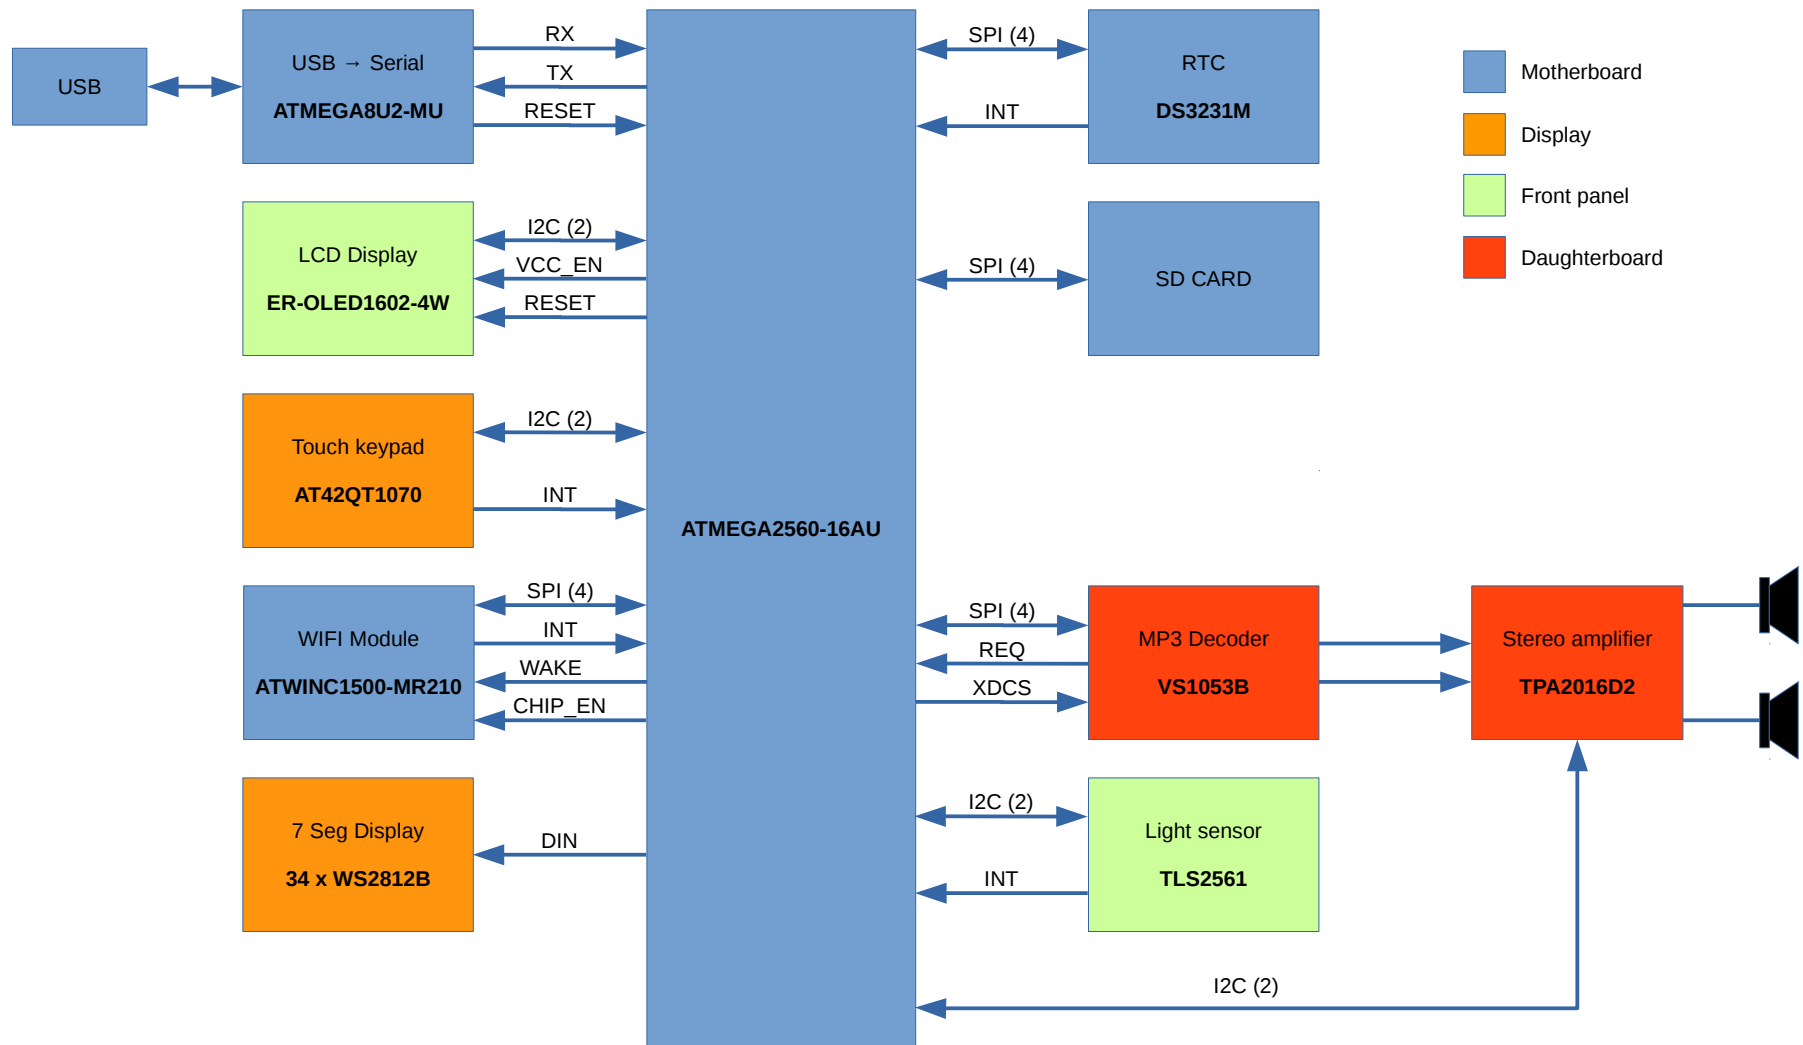 USB
USB → Serial
ATMEGA8U2-MU
RX
TX
RESET
LCD Display
ER-OLED1602-4W
I2C (2)
VCC_EN
RESET
Touch keypad
AT42QT1070
I2C (2)
INT
WIFI Module
ATWINC1500-MR210
SPI (4)
INT
WAKE
CHIP_EN
7 Seg Display
34 x WS2812B
DIN
ATMEGA2560-16AU
SPI (4)
INT
RTC
DS3231M
SPI (4)
SD CARD
SPI (4)
REQ
XDCS
MP3 Decoder
VS1053B
Stereo amplifier
TPA2016D2
I2C (2)
INT
Light sensor
TLS2561
I2C (2)
Motherboard
Display
Front panel
Daughterboard